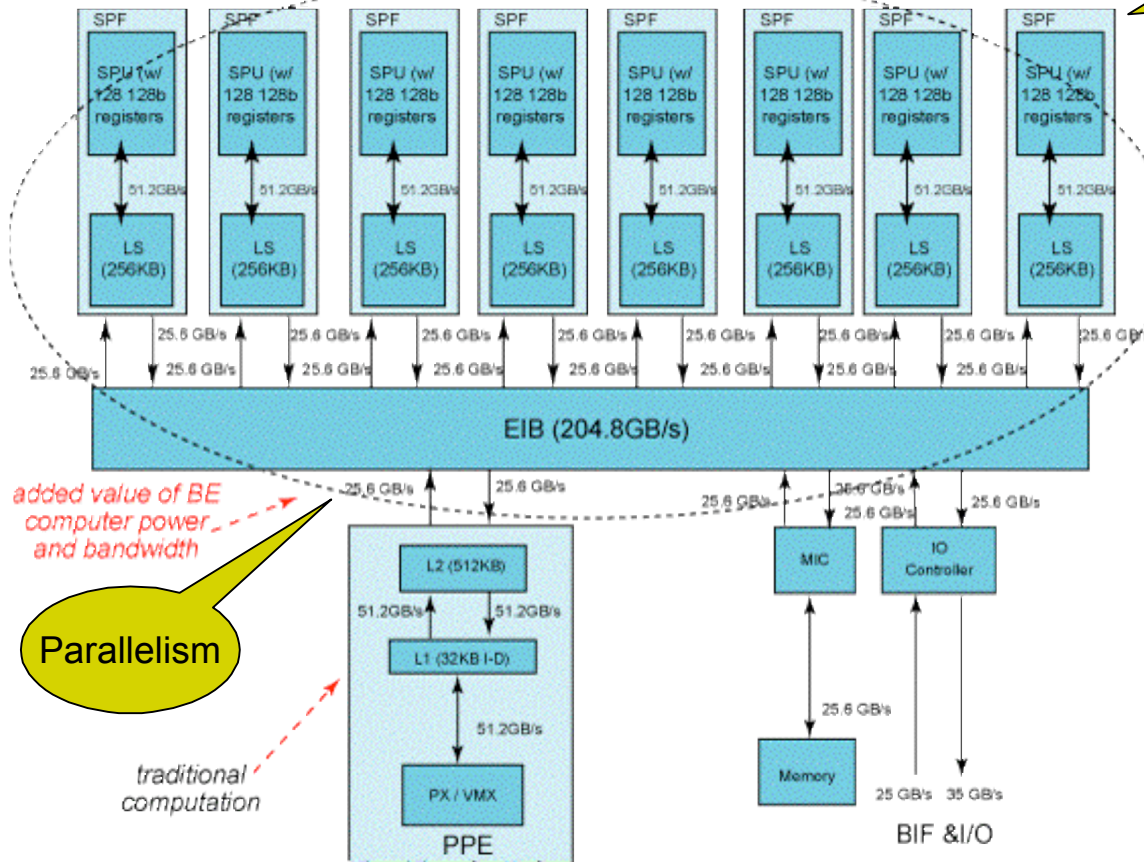 SPF SPF SPF SPF SPF SPF SPF SPF
SPU (w/ SPU (w/ SPU (w/ SPU (w/ SPU (w/ SPU (w/ SPU (w/ SPU (w/
128 128b 128 128b 128 128b 128 128b 128 128b 128 128b 128 128b 128 128b
registers registers registers registers registers registers registers registers
51.2GB/s 51.2GB/s 51.2GB/s 51.2GB/s 51.2GB/s 51.2GB/s 51.2GB/s 51.2GB/s
LS LS LS LS LS LS LS LS
(256KB) (256KB) (256KB) (256KB) (256KB) (256KB) (256KB) (256KB)
25.6 GB/s 25.6 GB/s 25.6 GB/s 25.6 GB/s 25.6 GB/s 25.6 GB/s 25.6 GB/s 25.6 GB/
25.6 GB/s 25.6 GB/s 25.6 GB/s 25.6 GB/s 25.6 GB/s 25.6 GB/s 25.6 GB/s 25.6 GB/s
EIB (204.8GB/s)
added value of BE
computer power
and bandwidth
25.6 GB/s 25.6 GB/s 25.6 GB/s 25.6 GB/s 25.6 GB/s
25.6 GB/s
Parallelism
L2 (512KB)
51.2GB/s 51.2GB/s
L1 (32KB I-D)
51.2GB/s
PX / VMX
PPE
traditional
computation
MIC
IO
Controller
25.6 GB/s
Memory
25 GB/s 35 GB/s
BIF &I/O